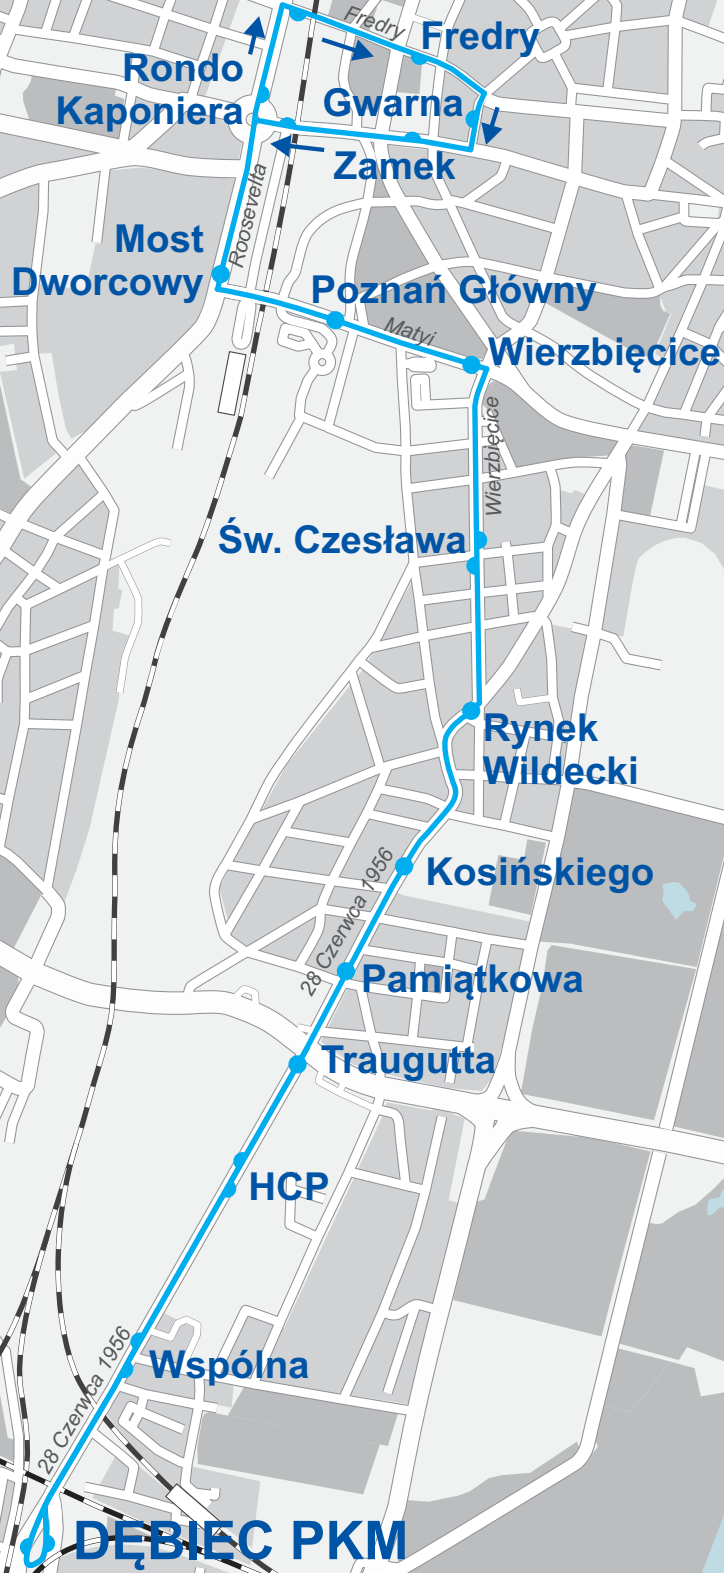 Fredry
Fredry
Rondo
Kaponiera
Gwarna
Zamek
Roosevelta
Most
Dworcowy
Poznań Główny
Matyi
Wierzbięcice
Wierzbięcice
Św. Czesława
Rynek
Wildecki
28 Czerwca 1956
Kosińskiego
Pamiątkowa
Traugutta
HCP
28 Czerwca 1956
Wspólna
DĘBIEC PKM